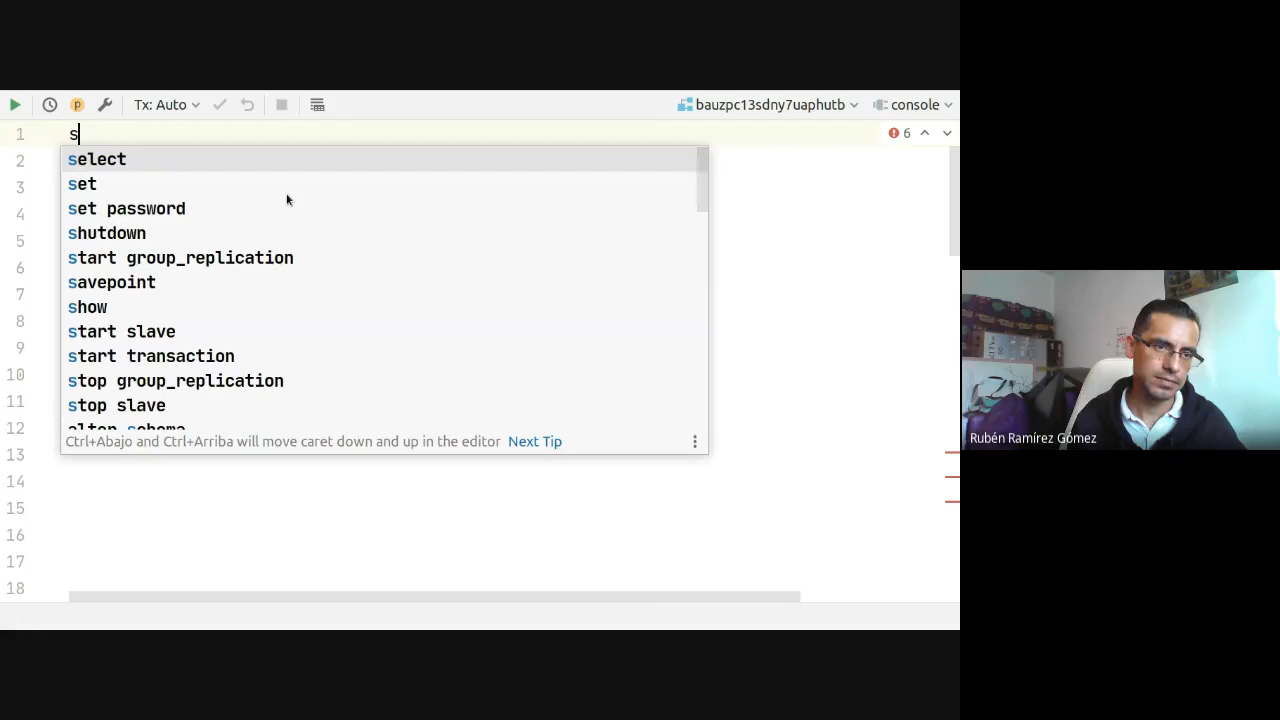 Tx: Auto
bauzpc13sdny7uaphutb
console
1 s
6
2
3
4
5
6
7
8
9
10
11
12
13
14
15
16
17
18
select
set
set password
shutdown
start group_replication
savepoint
show
start slave
start transaction
stop group_replication
stop slave
alter schema
Ctrl+Abajo and Ctrl+Arriba will move caret down and up in the editor Next Tip
Rubén Ramírez Gómez